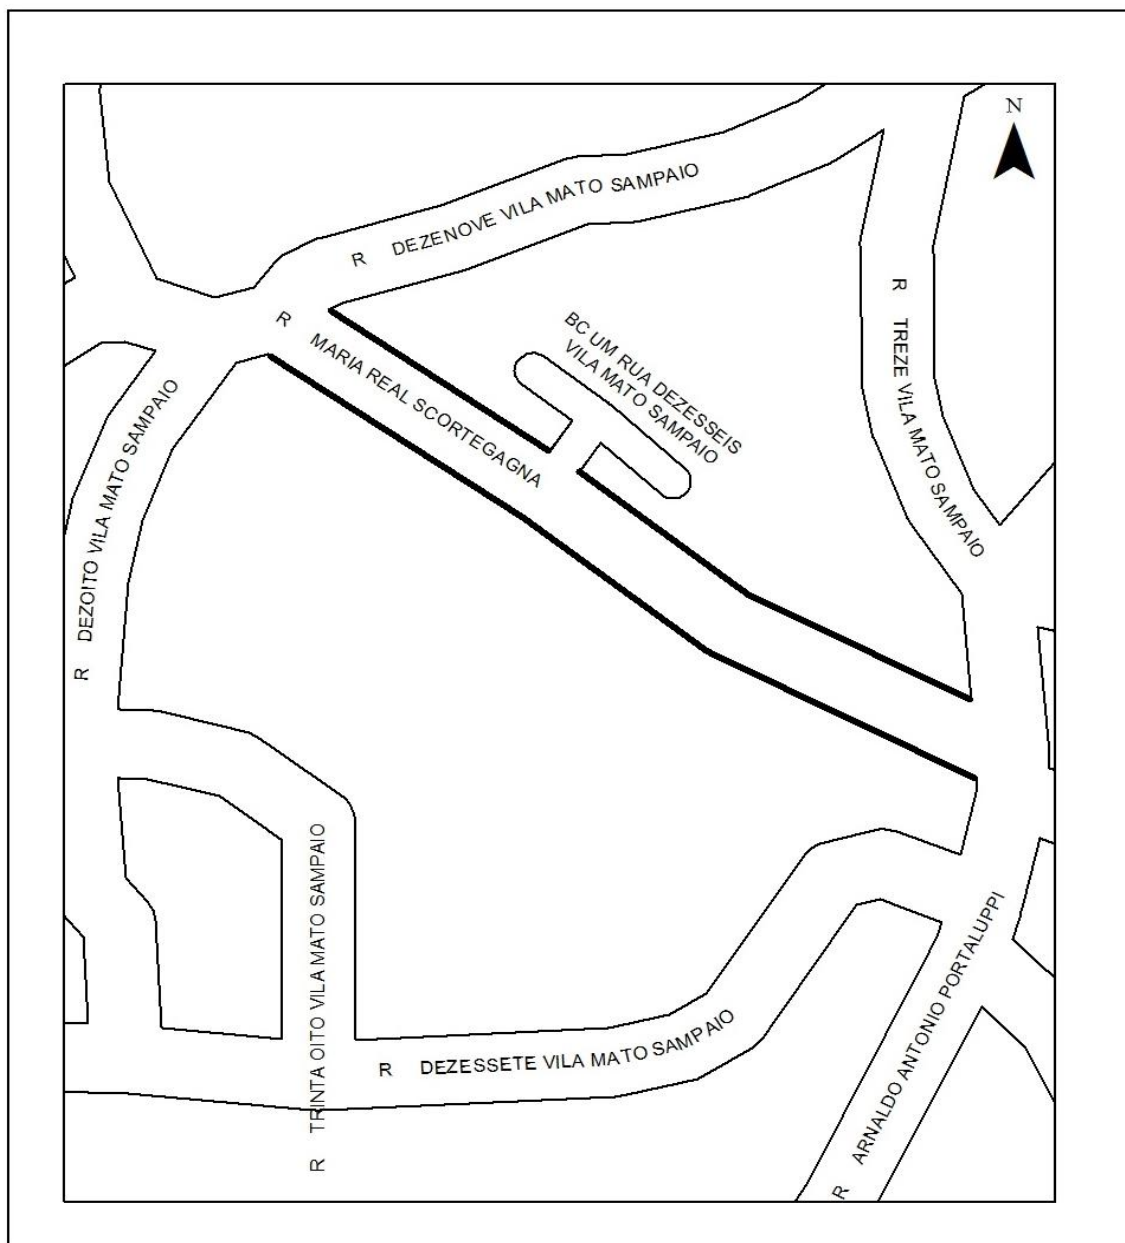 N
R DEZENOVE VILA MATO SAMPAIO
R TREZE VILA MATO SAMPAIO
R MARIA REAL SCORTEGAGNA
BC UM RUA DEZESSEIS
VILA MATO SAMPAIO
R DEZOITO VILA MATO SAMPAIO
R TRINTA OITO VILA MATO SAMPAIO
R DEZESSETE VILA MATO SAMPAIO
R ARNALDO ANTONIO PORTALUPPI